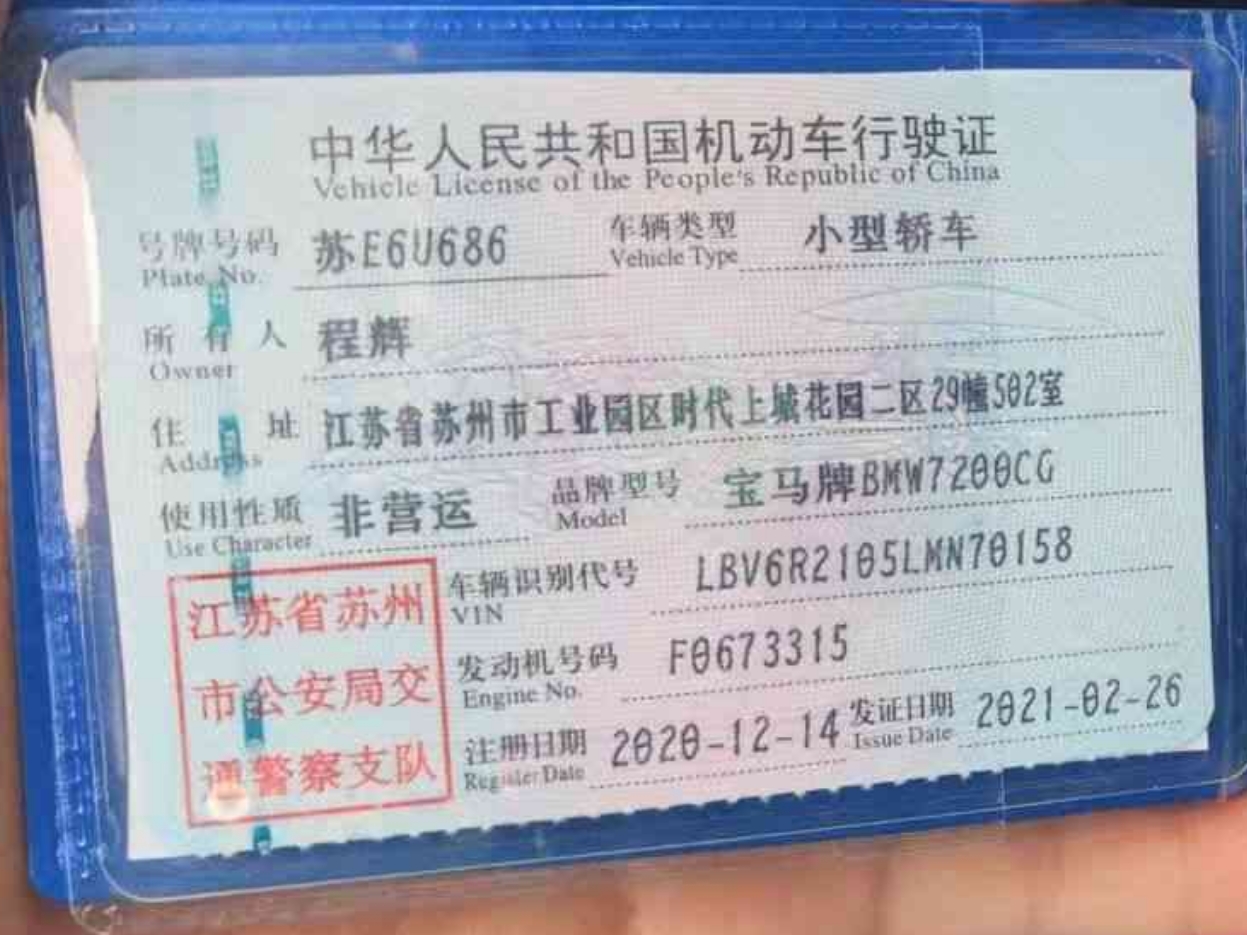 中华人民共和国机动车行驶证
Vehicle License of the People's Republic of China
号牌号码 苏E6U686 车辆类型 小型轿车
Plate No. Vehicle Type
所有人 程辉
Owner
住址 江苏省苏州市工业园区时代上城花园二区29幢502室
Address
使用性质 非营运 品牌型号 宝马牌BMW7200CG
Use Character Model
江苏省苏州
市公安局交
通警察支队
车辆识别代号 LBV6R2105LMN70158
VIN
发动机号码 F0673315
Engine No.
注册日期 2020-12-14 发证日期 2021-02-26
Register Date Issue Date